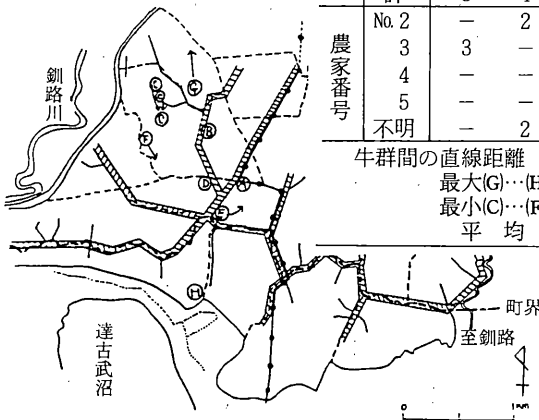 計
No. 2 － 2
3 3 －
4 － －
5 － －
不明 － 2
農家番号
牛群間の直線距離
最大(G)…(H
最小(C)…(F
平 均
釧路川
G
B
F
D
A
E
H
町界
至釧路
達古武沼
0